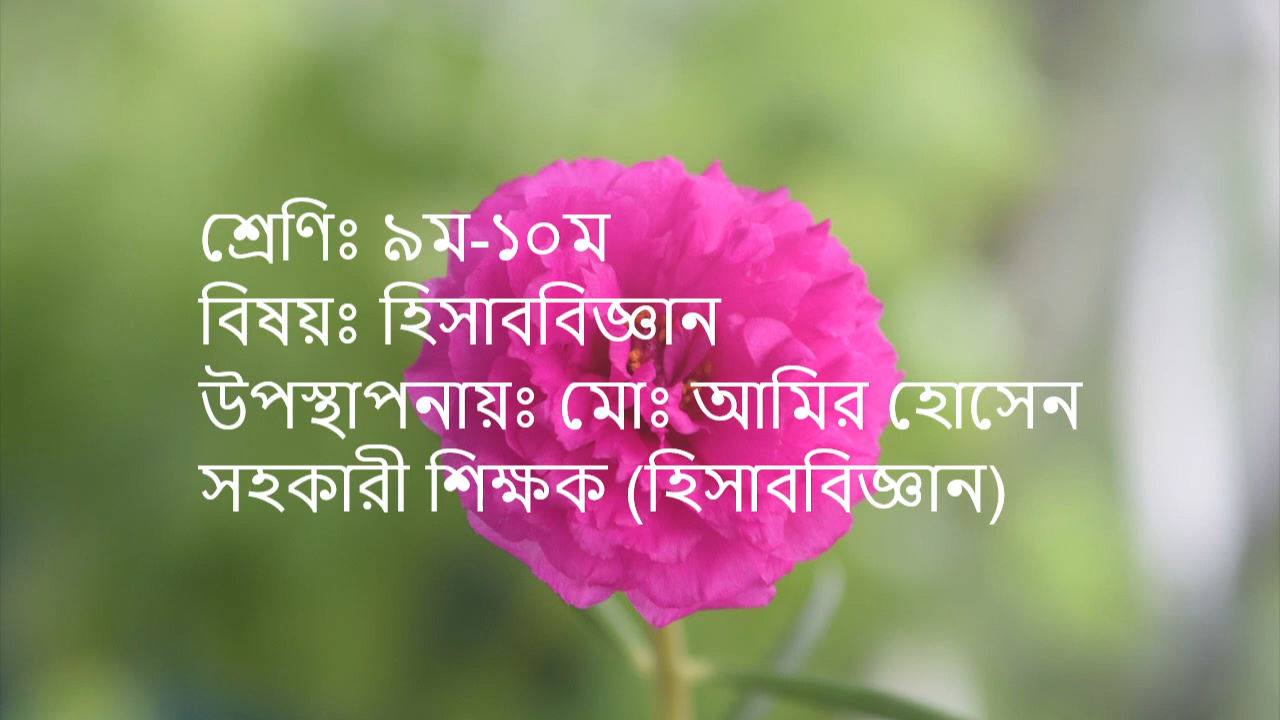 শ্রেণিঃ ৯ম-১০ম
বিষয়ঃ হিসাববিজ্ঞান
উপস্থাপনায়ঃ মোঃ আমির হোসেন
সহকারী শিক্ষক (হিসাববিজ্ঞান)